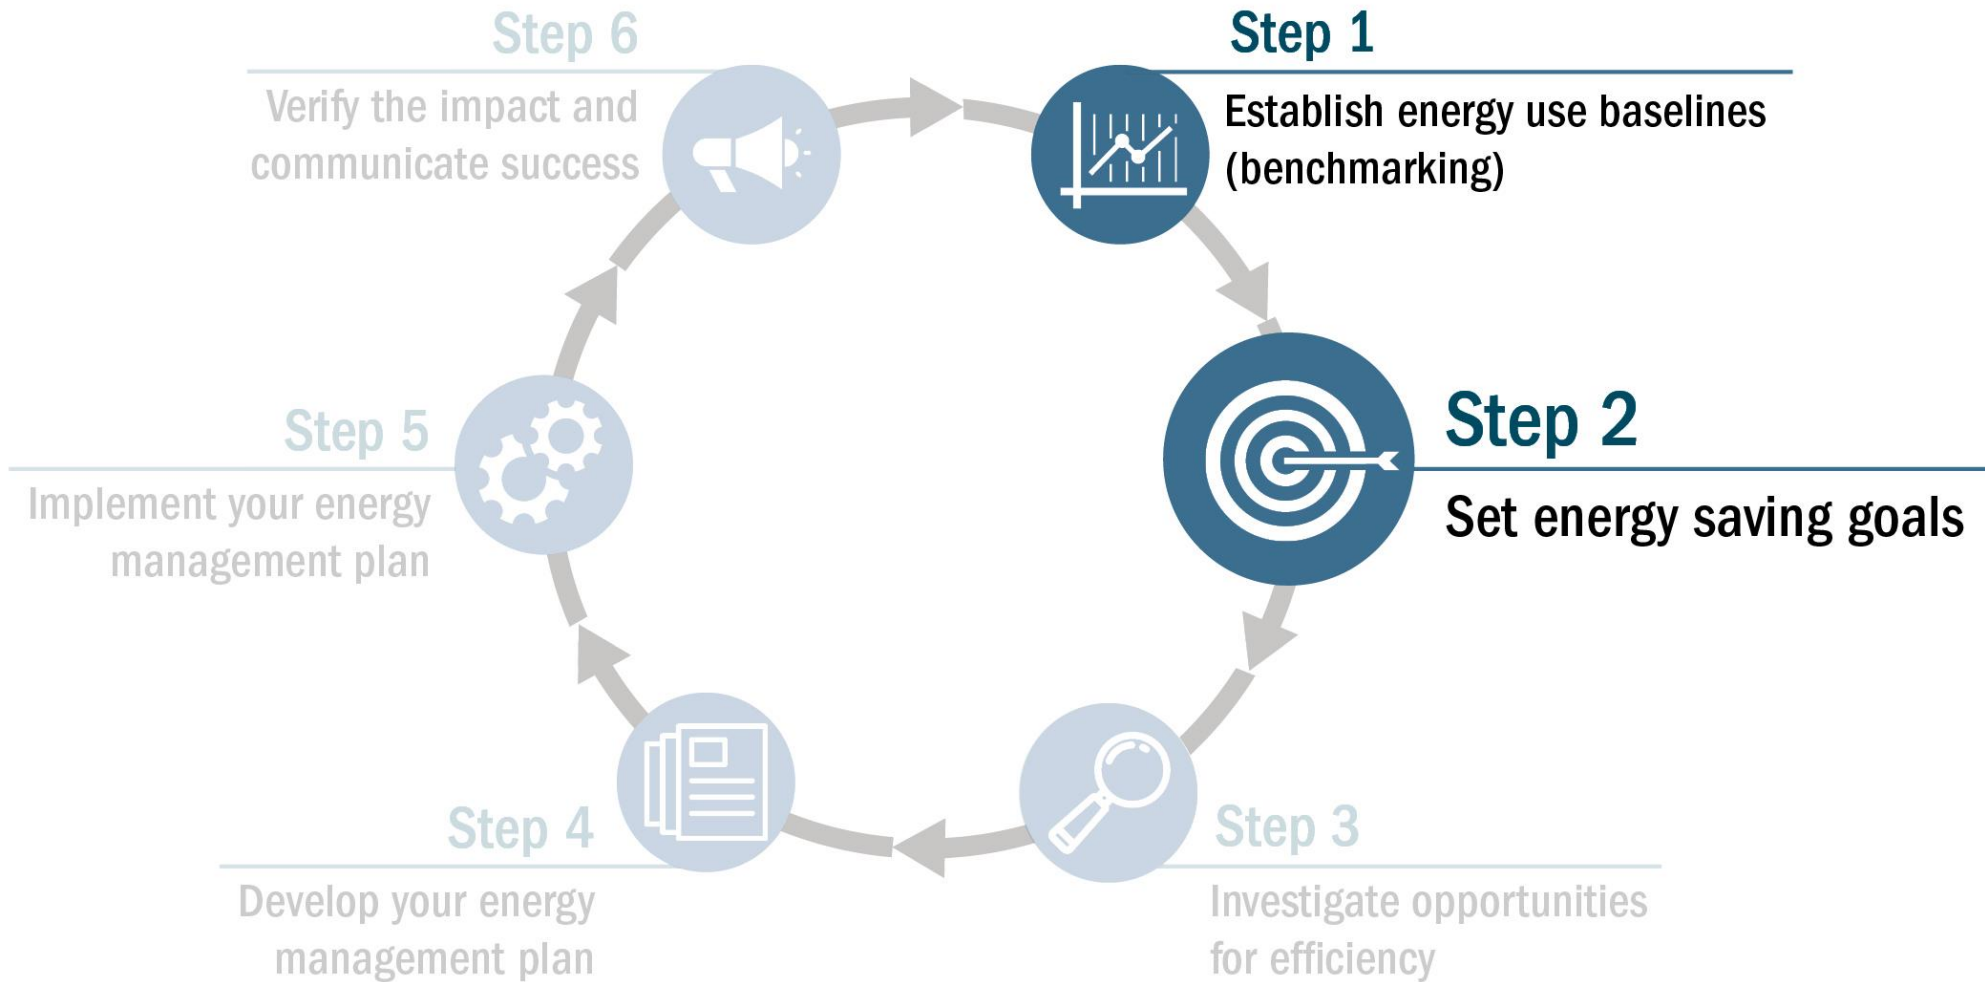 Step 1
Establish energy use baselines
(benchmarking)
Step 2
Set energy saving goals
Step 3
Investigate opportunities
for efficiency
Step 4
Develop your energy
management plan
Step 5
Implement your energy
management plan
Step 6
Verify the impact and
communicate success